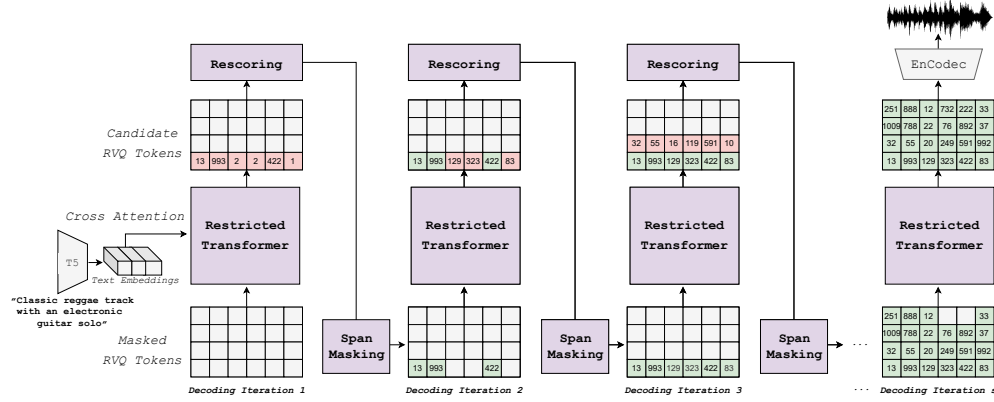 Rescoring
Rescoring
Rescoring
EnCodec
Candidate
RVQ Tokens
13 993 2 2 422 1
13 993 129 323 422 83
32 55 16 119 591 10
13 993 129 323 422 83
251 888 12 732 222 33
1009 788 22 76 892 37
32 55 20 249 591 992
13 993 129 323 422 83
Cross Attention
T5
Text Embeddings
"Classic reggae track
with an electronic
guitar solo"
Restricted
Transformer
Restricted
Transformer
Restricted
Transformer
Restricted
Transformer
Masked
RVQ Tokens
Span
Masking
13 993 422
Span
Masking
13 993 129 323 422 83
Span
Masking
...
251 888 12 33
1009 788 22 76 892 37
32 55 20 249 591 992
13 993 129 323 422 83
Decoding Iteration 1
Decoding Iteration 2
Decoding Iteration 3
...
Decoding Iteration s